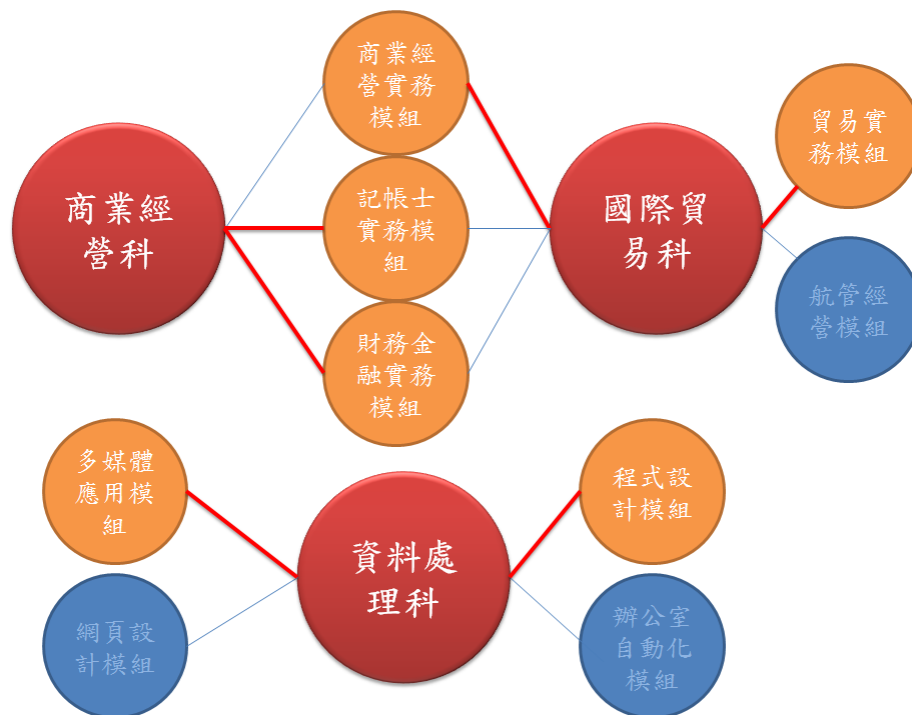 商業經
營實務
模組
貿易實
務模組
商業經
營科
記帳士
實務模
組
國際貿
易科
航管經
營模組
財務金
融實務
模組
多媒體
應用模
組
程式設
計模組
資料處
理科
網頁設
計模組
辦公室
自動化
模組